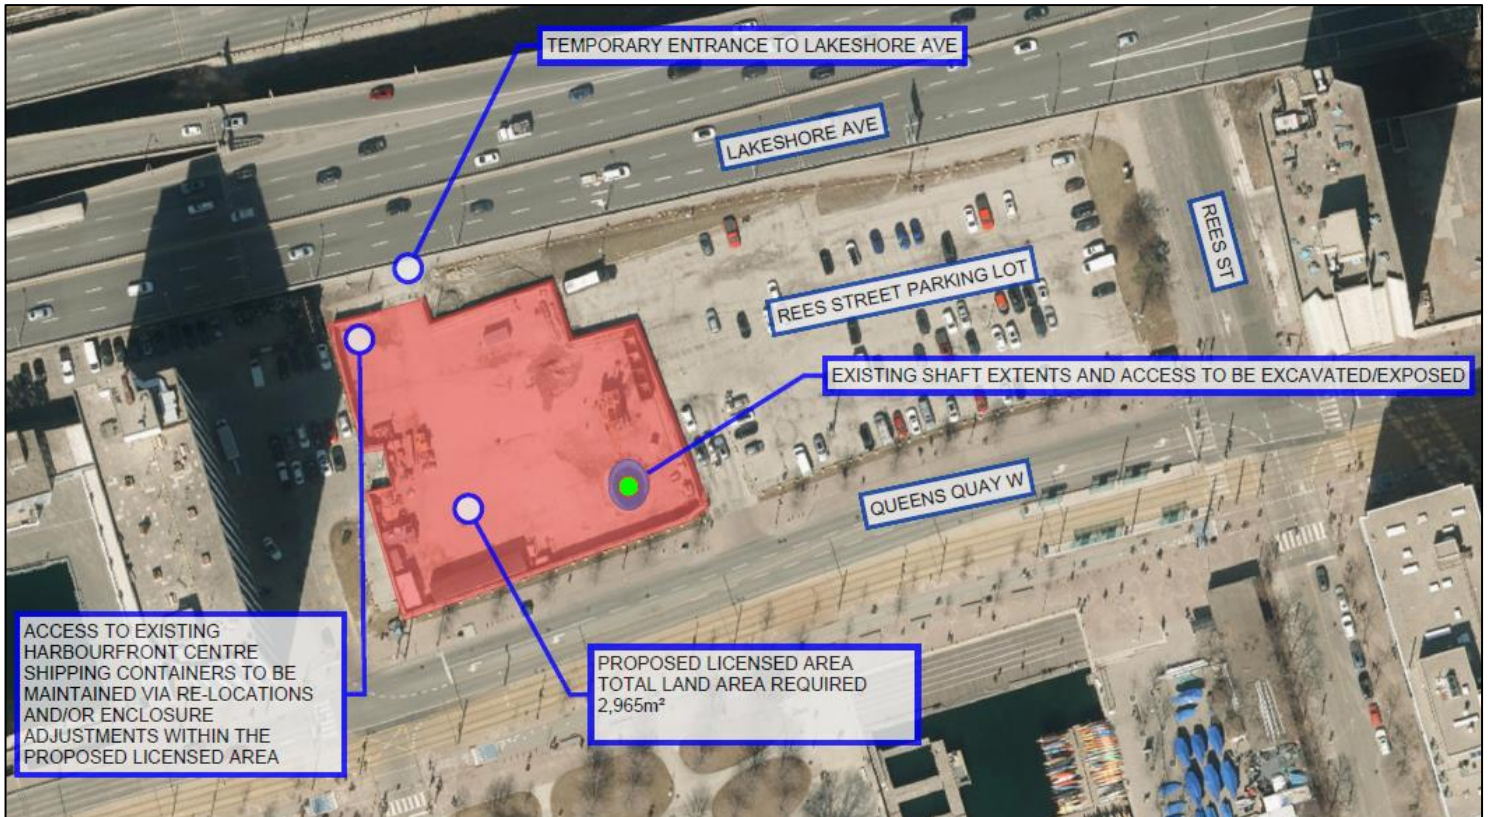 TEMPORARY ENTRANCE TO LAKESHORE AVE
LAKESHORE AVE
REES ST
REES STREET PARKING LOT
EXISTING SHAFT EXTENTS AND ACCESS TO BE EXCAVATED/EXPOSED
QUEENS QUAY W
ACCESS TO EXISTING
HARBOURFRONT CENTRE
SHIPPING CONTAINERS TO BE
MAINTAINED VIA RE-LOCATIONS
AND/OR ENCLOSURE
ADJUSTMENTS WITHIN THE
PROPOSED LICENSED AREA
PROPOSED LICENSED AREA
TOTAL LAND AREA REQUIRED
2,965m²